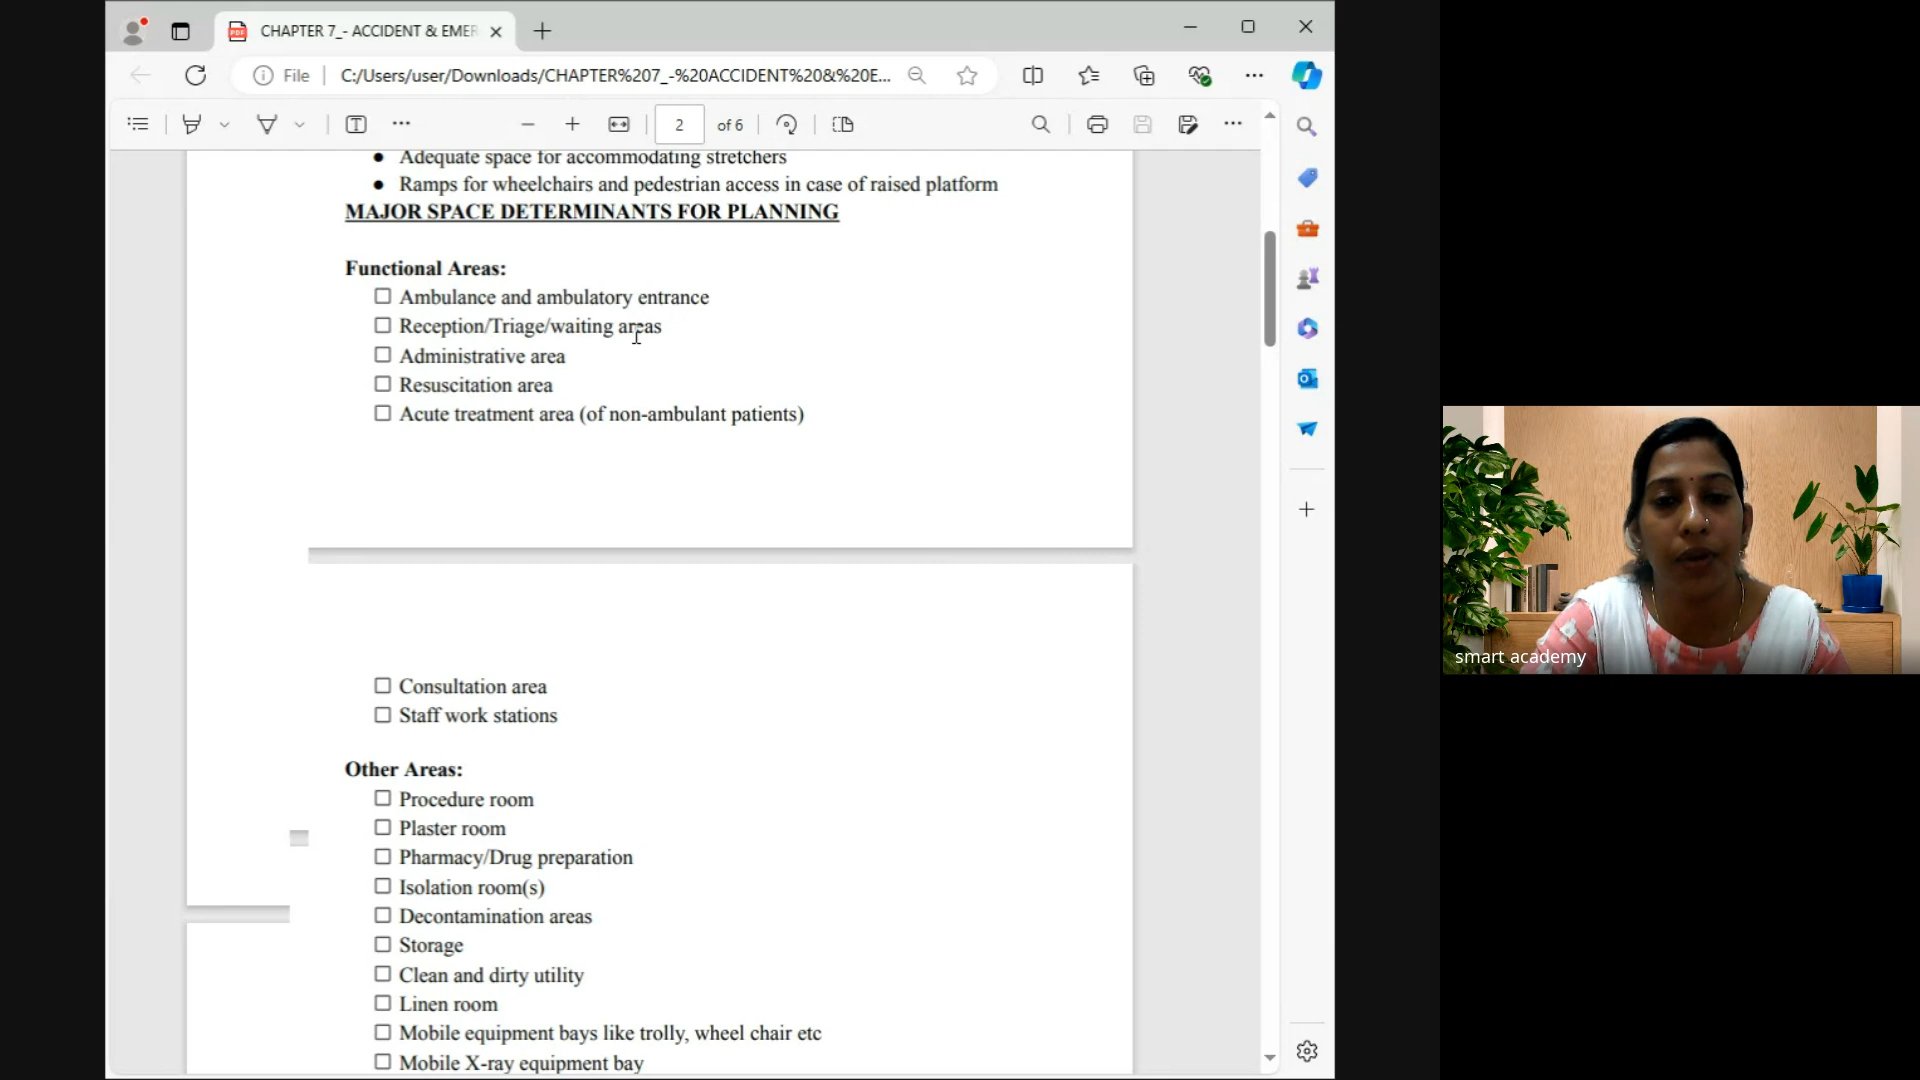 CHAPTER 7_- ACCIDENT & EMER
File
C:/Users/user/Downloads/CHAPTER%207_-%20ACCIDENT%20&%20E...
2 of 6
● Adequate space for accommodating stretchers
● Ramps for wheelchairs and pedestrian access in case of raised platform
MAJOR SPACE DETERMINANTS FOR PLANNING
Functional Areas:
☐ Ambulance and ambulatory entrance
☐ Reception/Triage/waiting areas
☐ Administrative area
☐ Resuscitation area
☐ Acute treatment area (of non-ambulant patients)
☐ Consultation area
☐ Staff work stations
Other Areas:
☐ Procedure room
☐ Plaster room
☐ Pharmacy/Drug preparation
☐ Isolation room(s)
☐ Decontamination areas
☐ Storage
☐ Clean and dirty utility
☐ Linen room
☐ Mobile equipment bays like trolly, wheel chair etc
☐ Mobile X-ray equipment bay
smart academy